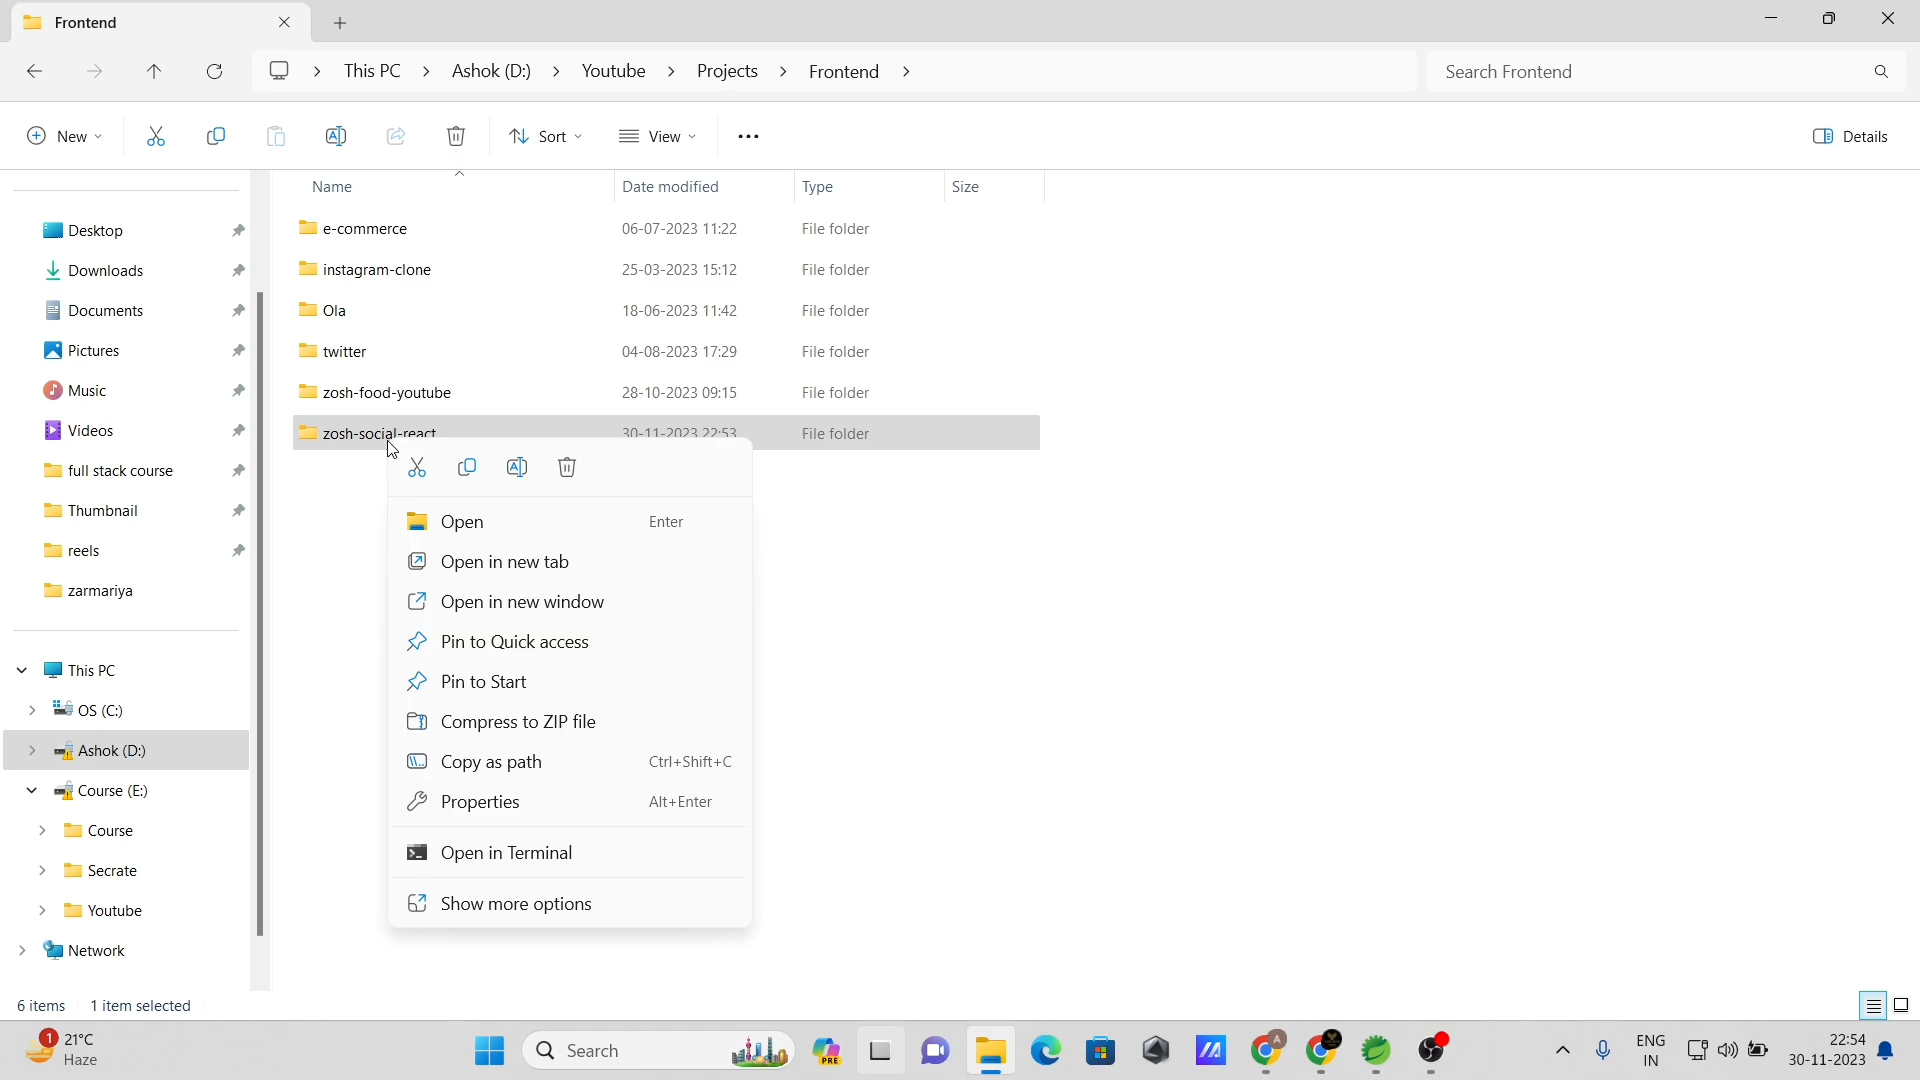 Frontend
This PC > Ashok (D:) > Youtube > Projects > Frontend >
Search Frontend
New
Sort
View
Details
Name Date modified Type Size
e-commerce 06-07-2023 11:22 File folder
instagram-clone 25-03-2023 15:12 File folder
Ola 18-06-2023 11:42 File folder
twitter 04-08-2023 17:29 File folder
zosh-food-youtube 28-10-2023 09:15 File folder
zosh-social-react 30-11-2023 22:53 File folder
Desktop
Downloads
Documents
Pictures
Music
Videos
full stack course
Thumbnail
reels
zarmariya
This PC
OS (C:)
Ashok (D:)
Course (E:)
Course
Secrate
Youtube
Network
Open Enter
Open in new tab
Open in new window
Pin to Quick access
Pin to Start
Compress to ZIP file
Copy as path Ctrl+Shift+C
Properties Alt+Enter
Open in Terminal
Show more options
6 items 1 item selected
1
21°C
Haze
Search
PRE
A
ENG
IN
22:54
30-11-2023